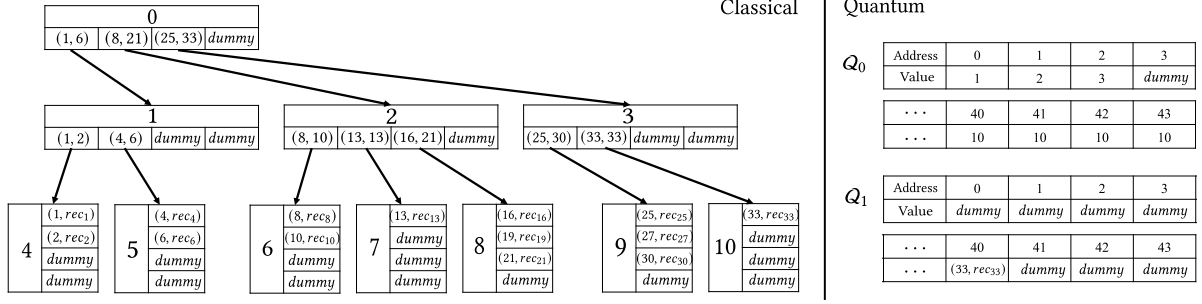 Classical
0
(1, 6) (8, 21) (25, 33) dummy
1 2 3
(1, 2) (4, 6) dummy dummy (8, 10) (13, 13) (16, 21) dummy (25, 30) (33, 33) dummy dummy
4
(1, rec₁)
(2, rec₂)
dummy
dummy
5
(4, rec₄)
(6, rec₆)
dummy
dummy
6
(8, rec₈)
(10, rec₁₀)
dummy
dummy
7
(13, rec₁₃)
dummy
dummy
dummy
8
(16, rec₁₆)
(19, rec₁₉)
(21, rec₂₁)
dummy
9
(25, rec₂₅)
(27, rec₂₇)
(30, rec₃₀)
dummy
10
(33, rec₃₃)
dummy
dummy
dummy
Quantum
Q₀
Address 0 1 2 3
Value 1 2 3 dummy
· · · 40 41 42 43
· · · 10 10 10 10
Q₁
Address 0 1 2 3
Value dummy dummy dummy dummy
· · · 40 41 42 43
· · · (33, rec₃₃) dummy dummy dummy